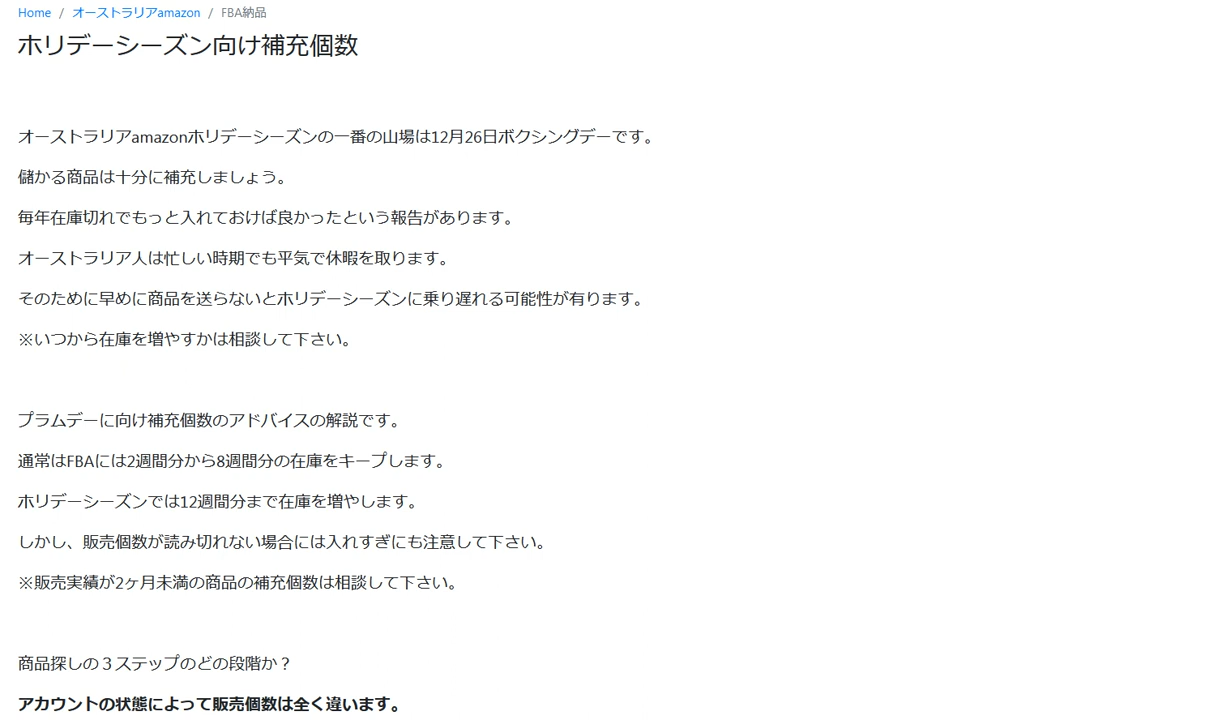 Home / オーストラリアamazon / FBA納品
ホリデーシーズン向け補充個数
オーストラリアamazonホリデーシーズンの一番の山場は12月26日ボクシングデーです。
儲かる商品は十分に補充しましょう。
毎年在庫切れでもっと入れておけば良かったという報告があります。
オーストラリア人は忙しい時期でも平気で休暇を取ります。
そのために早めに商品を送らないとホリデーシーズンに乗り遅れる可能性が有ります。
※いつから在庫を増やすかは相談して下さい。
プラムデーに向け補充個数のアドバイスの解説です。
通常はFBAには2週間分から8週間分の在庫をキープします。
ホリデーシーズンでは12週間分まで在庫を増やします。
しかし、販売個数が読み切れない場合には入れすぎにも注意して下さい。
※販売実績が2ヶ月未満の商品の補充個数は相談して下さい。
商品探しの３ステップのどの段階か？
アカウントの状態によって販売個数は全く違います。